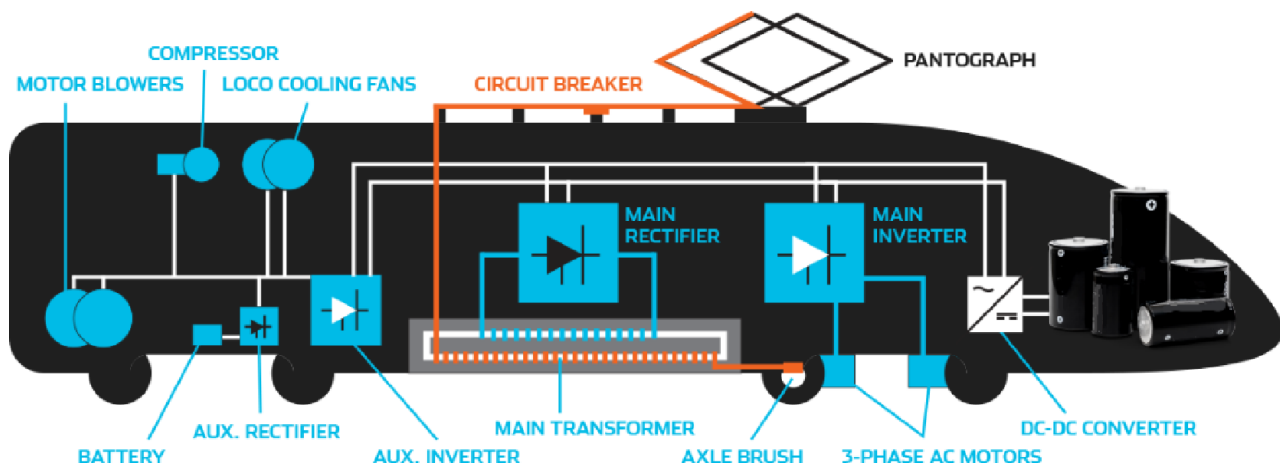 COMPRESSOR
MOTOR BLOWERS
LOCO COOLING FANS
CIRCUIT BREAKER
PANTOGRAPH
MAIN
RECTIFIER
MAIN
INVERTER
BATTERY
AUX. RECTIFIER
AUX. INVERTER
MAIN TRANSFORMER
AXLE BRUSH
3-PHASE AC MOTORS
DC-DC CONVERTER